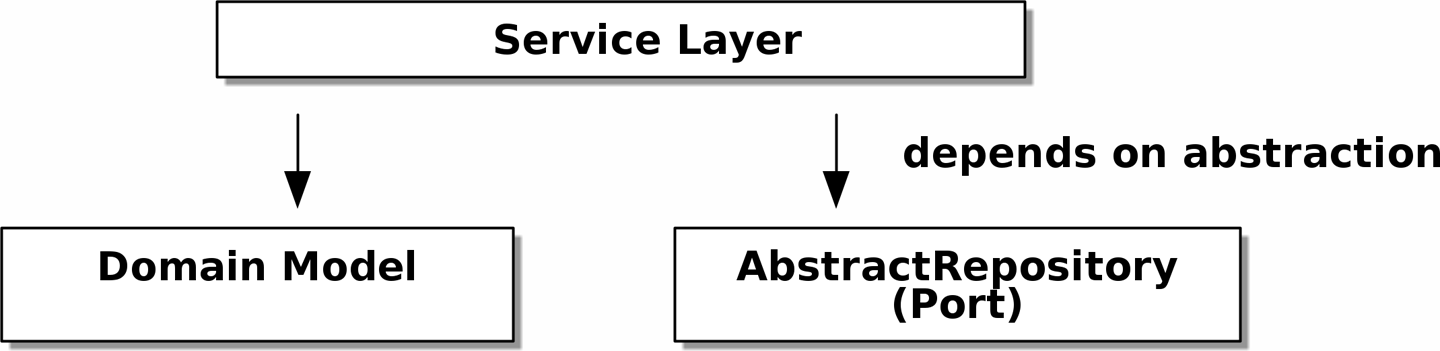 Service Layer
depends on abstraction
Domain Model
AbstractRepository
(Port)